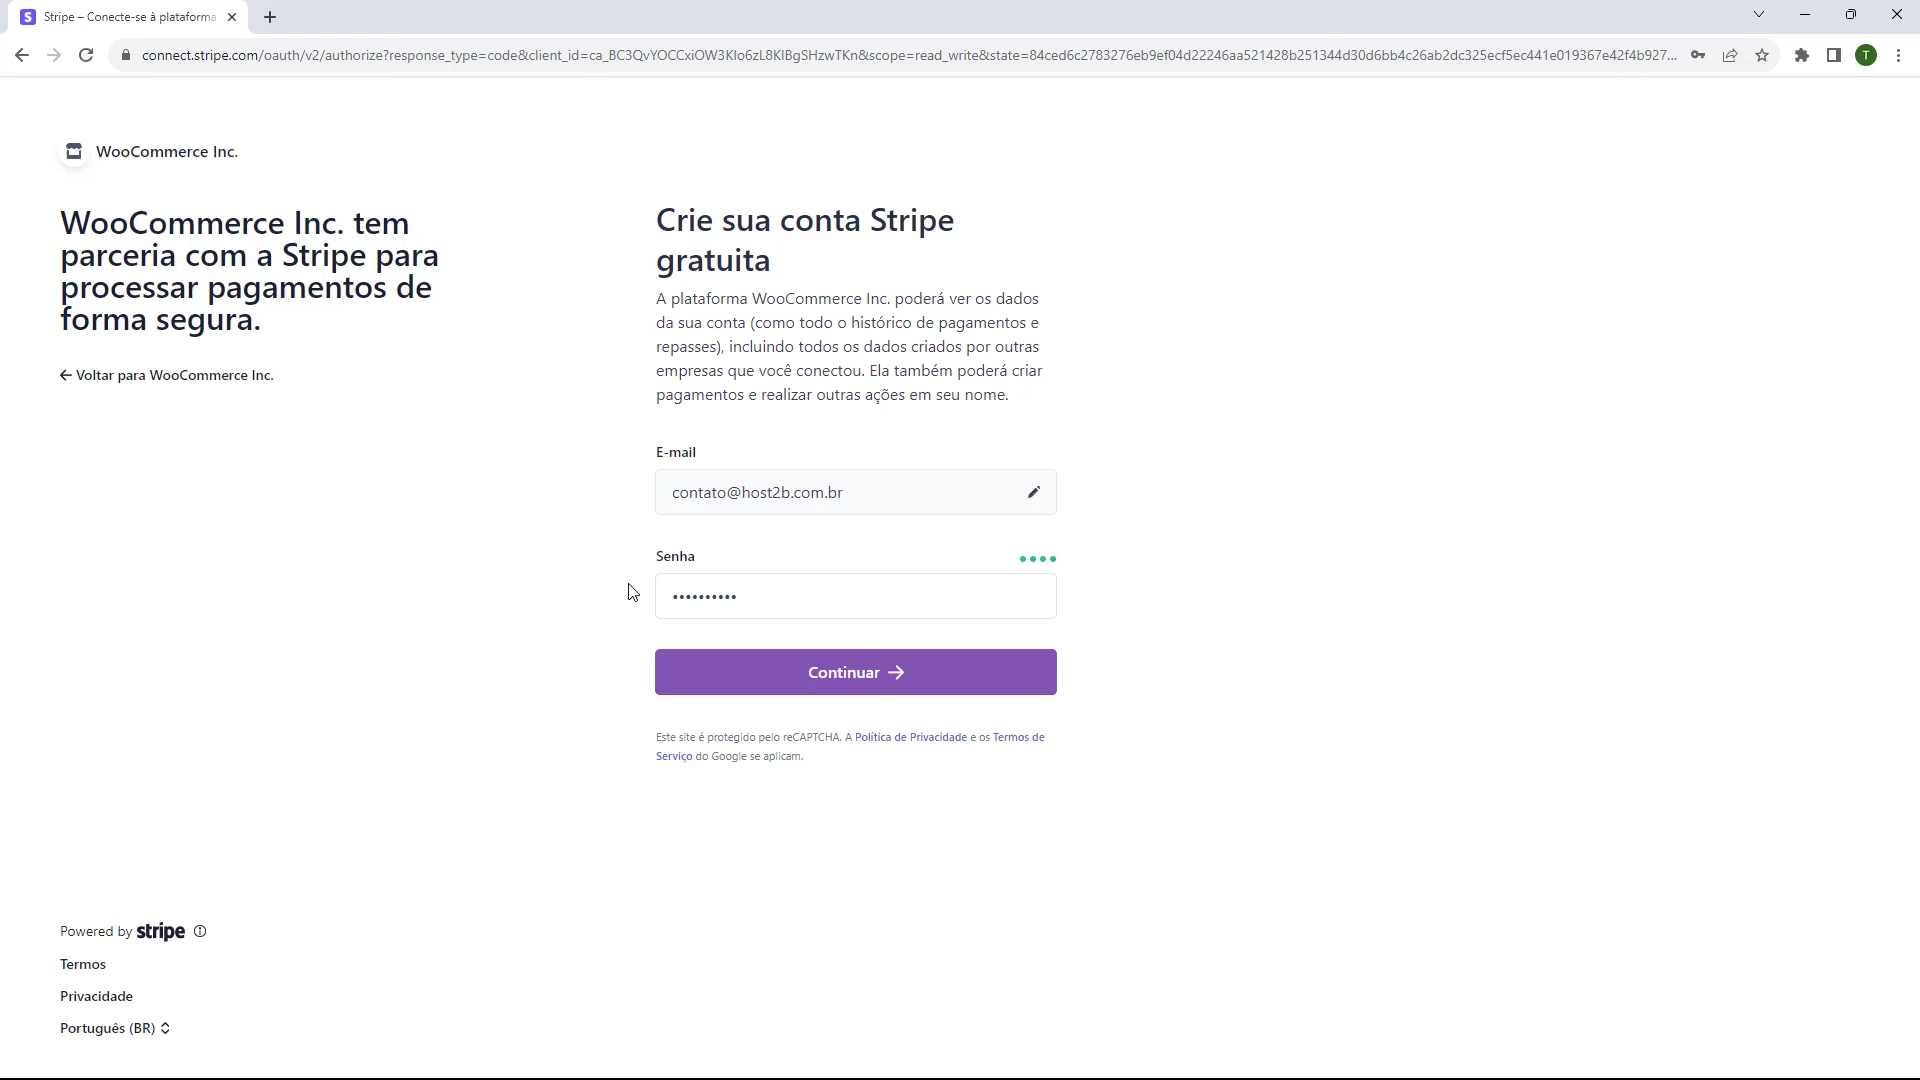 Stripe – Conecte-se à plataforma
connect.stripe.com/oauth/v2/authorize?response_type=code&client_id=ca_BC3QvYOCCxiOW3Klo6zL8KIBgSHzwTKn&scope=read_write&state=84ced6c2783276eb9ef04d22246aa521428b251344d30d6bb4c26ab2dc325ecf5ec441e019367e42f4b927...
T
WooCommerce Inc.
WooCommerce Inc. tem
parceria com a Stripe para
processar pagamentos de
forma segura.
Voltar para WooCommerce Inc.
Crie sua conta Stripe
gratuita
A plataforma WooCommerce Inc. poderá ver os dados
da sua conta (como todo o histórico de pagamentos e
repasses), incluindo todos os dados criados por outras
empresas que você conectou. Ela também poderá criar
pagamentos e realizar outras ações em seu nome.
E-mail
contato@host2b.com.br
Senha
••••••••••
Continuar
Este site é protegido pelo reCAPTCHA. A Política de Privacidade e os Termos de
Serviço do Google se aplicam.
Powered by stripe
Termos
Privacidade
Português (BR)